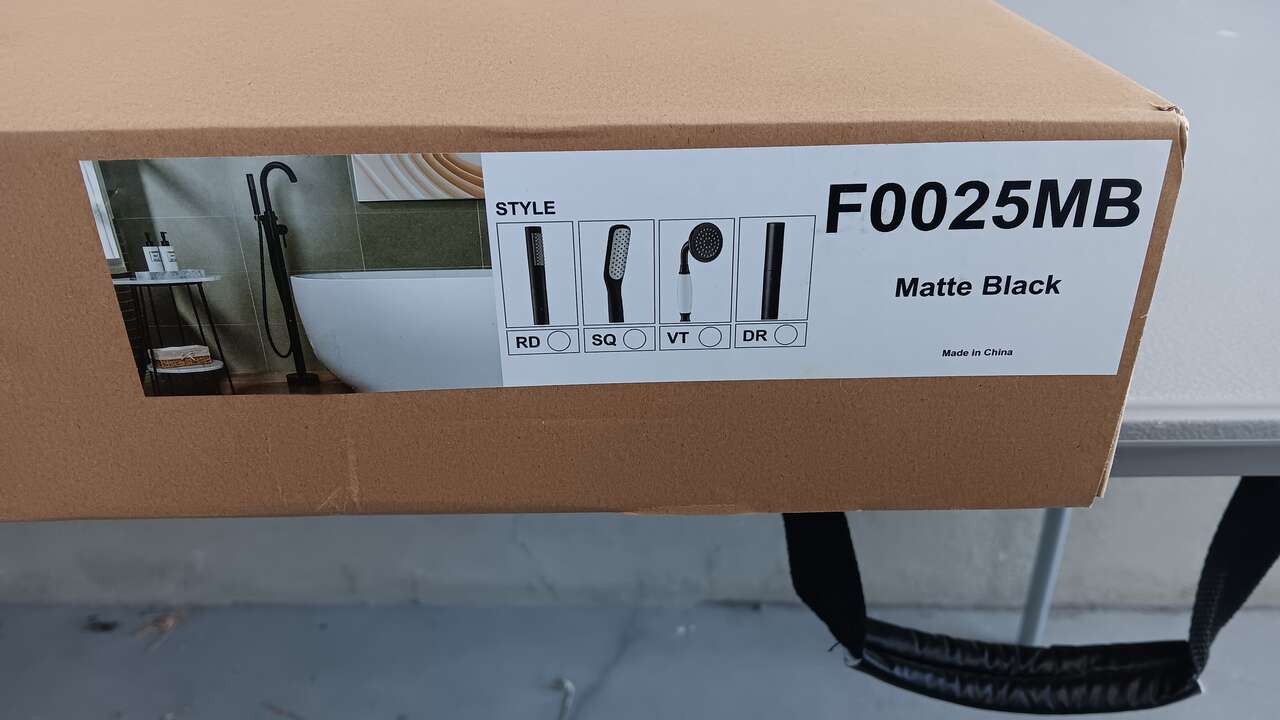 STYLE
RD
SQ
VT
DR
F0025MB
Matte Black
Made in China